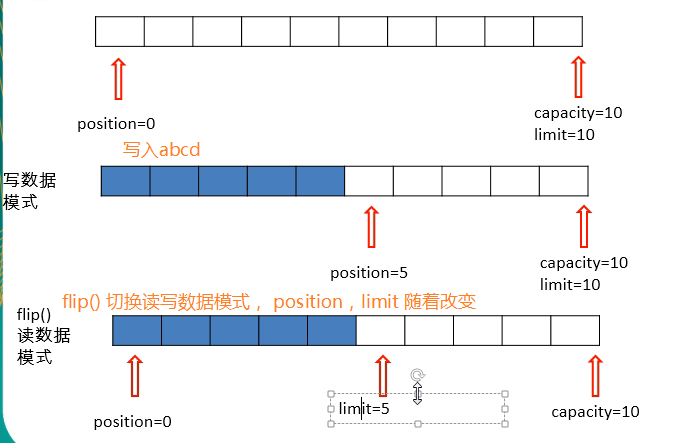 position=0
capacity=10
limit=10
写入abcd
写数据
模式
position=5
capacity=10
limit=10
flip() 切换读写数据模式 ， position , limit 随着改变
flip()
读数据
模式
position=0
limit=5
capacity=10